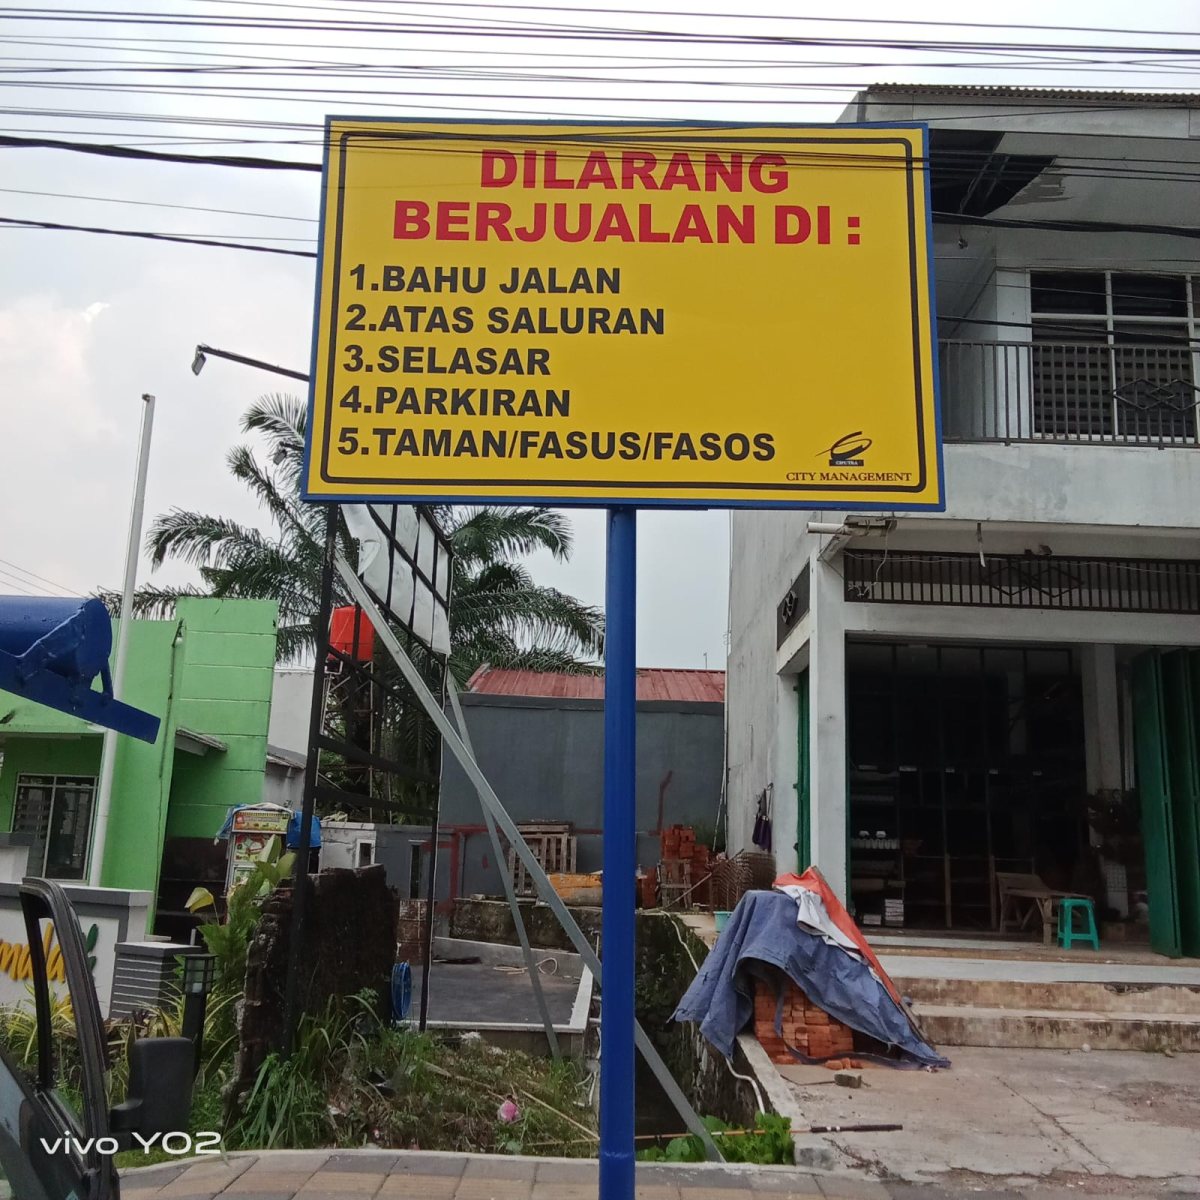 DILARANG
BERJUALAN DI :
1.BAHU JALAN
2.ATAS SALURAN
3.SELASAR
4.PARKIRAN
5.TAMAN/FASUS/FASOS
CIPUTRA
CITY MANAGEMENT
vivo Y02